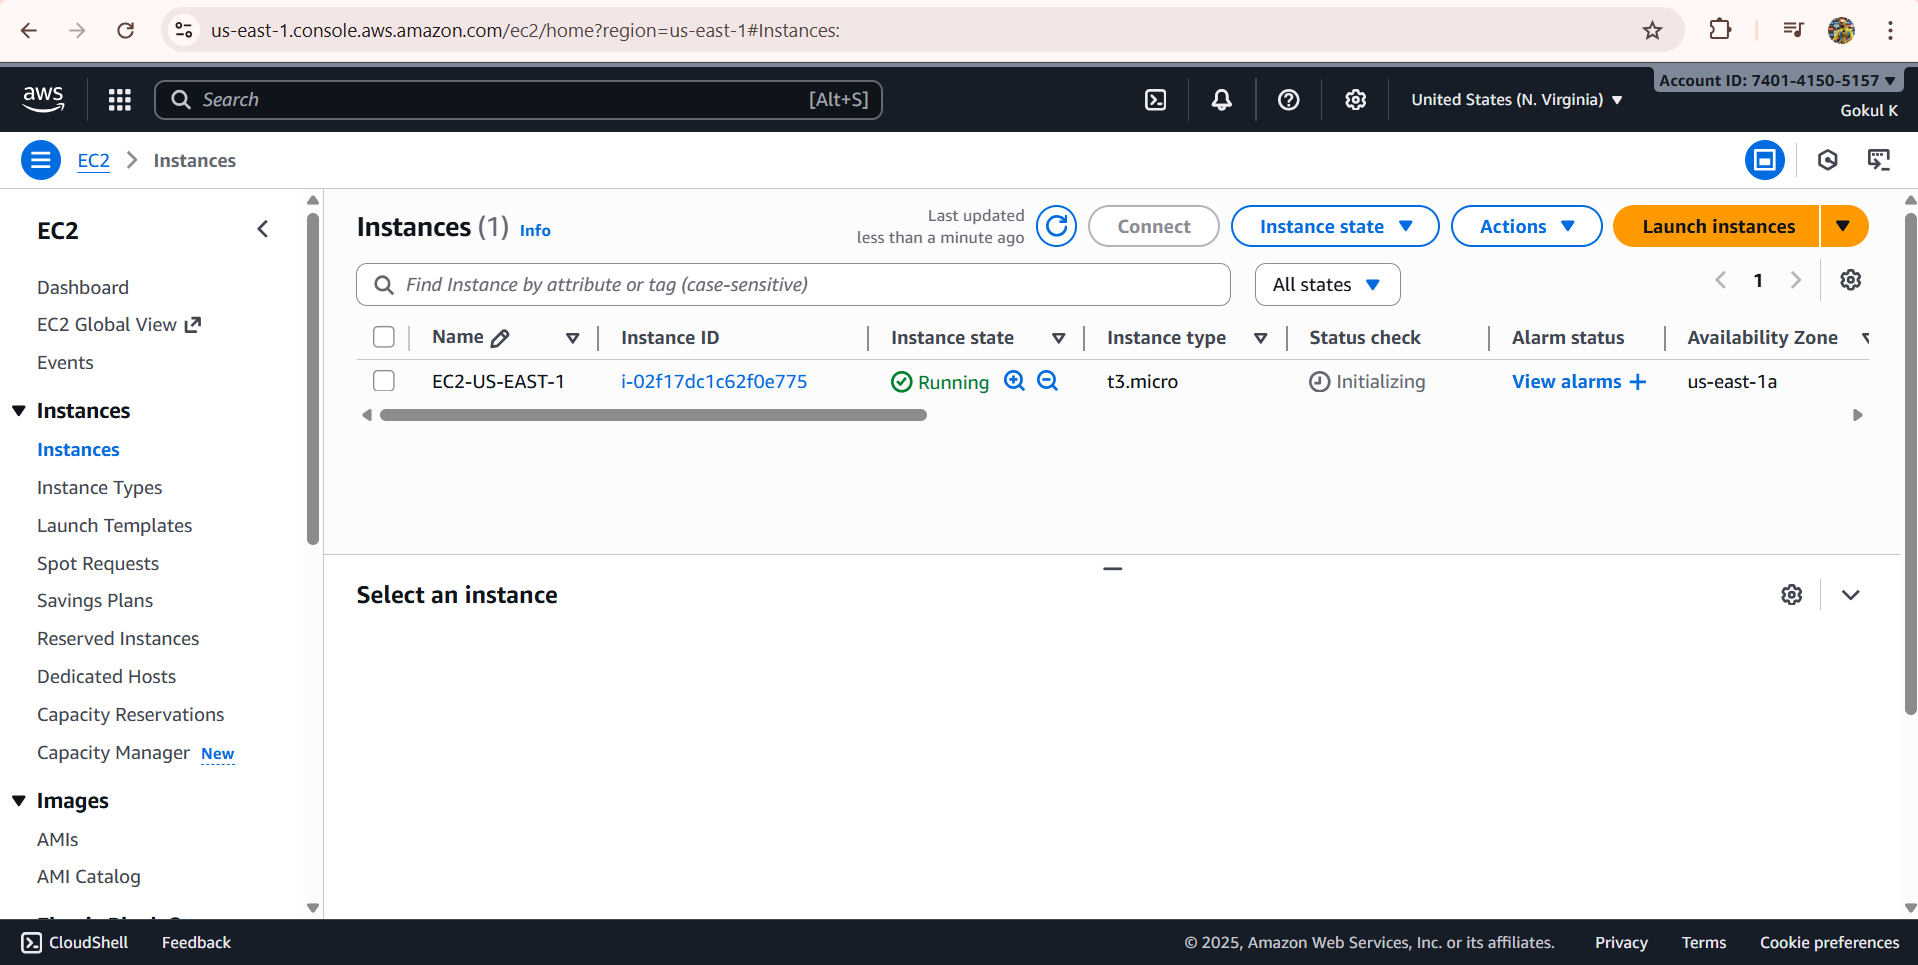 us-east-1.console.aws.amazon.com/ec2/home?region=us-east-1#Instances:
aws
Search
[Alt+S]
United States (N. Virginia)
Account ID: 7401-4150-5157
Gokul K
EC2
Instances
EC2
Dashboard
EC2 Global View
Events
Instances
Instances
Instance Types
Launch Templates
Spot Requests
Savings Plans
Reserved Instances
Dedicated Hosts
Capacity Reservations
Capacity Manager New
Images
AMIs
AMI Catalog
Instances (1) Info
Last updated
less than a minute ago
Connect
Instance state
Actions
Launch instances
Find Instance by attribute or tag (case-sensitive)
All states
1
Name Instance ID Instance state Instance type Status check Alarm status Availability Zone
EC2-US-EAST-1 i-02f17dc1c62f0e775 Running t3.micro Initializing View alarms + us-east-1a
Select an instance
CloudShell Feedback © 2025, Amazon Web Services, Inc. or its affiliates. Privacy Terms Cookie preferences